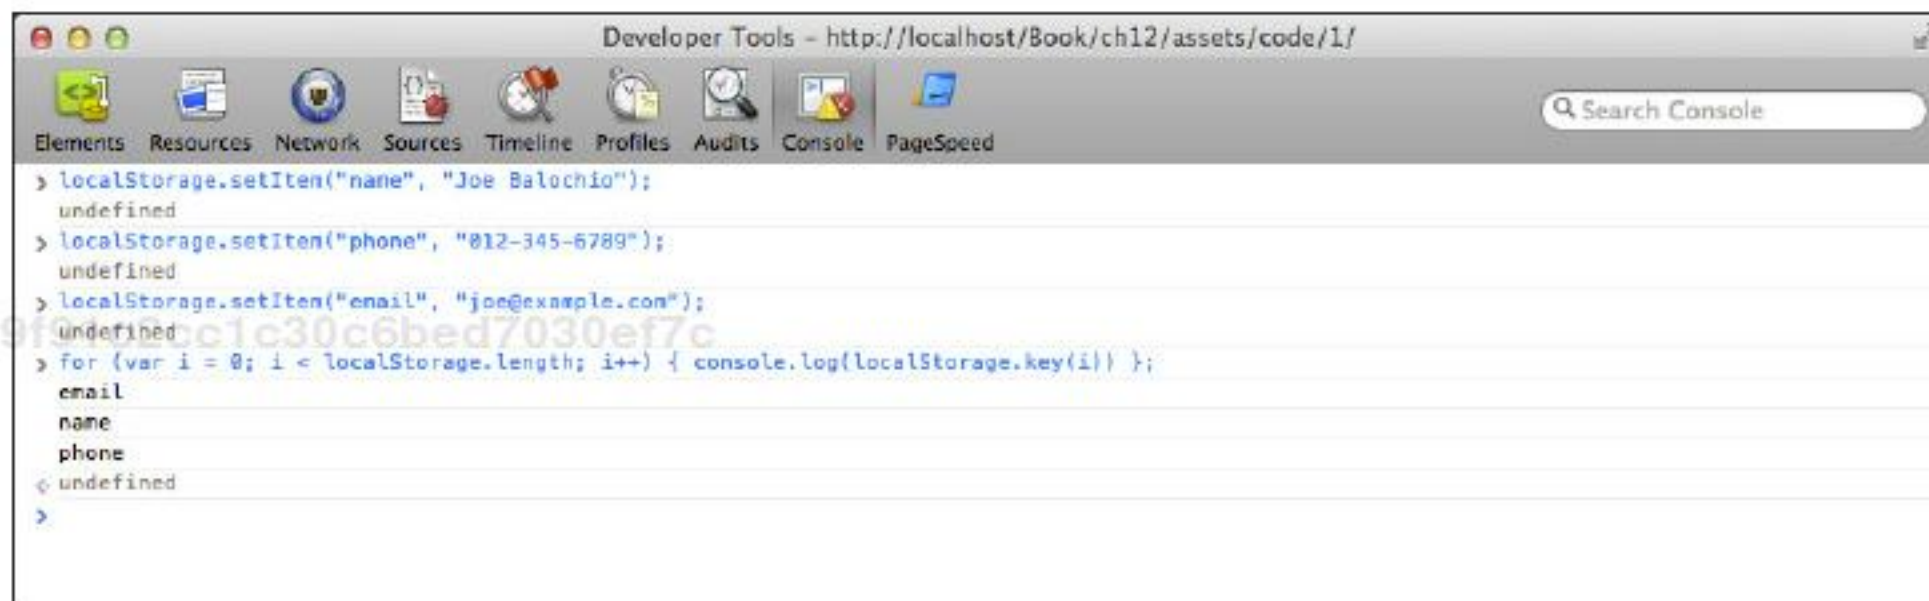 Developer Tools – http://localhost/Book/ch12/assets/code/1/
Elements Resources Network Sources Timeline Profiles Audits Console PageSpeed
Search Console
> localStorage.setItem("name", "Joe Balochio");
undefined
> localStorage.setItem("phone", "012-345-6789");
undefined
> localStorage.setItem("email", "joe@example.com");
undefined
> for (var i = 0; i < localStorage.length; i++) { console.log(localStorage.key(i)) };
email
name
phone
undefined
>